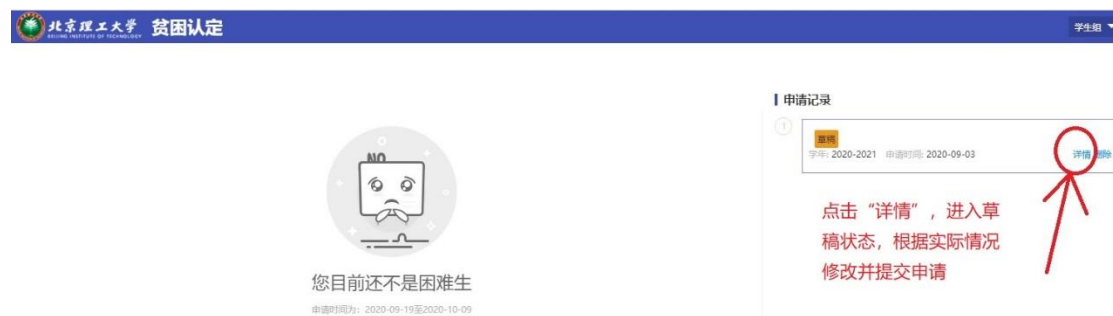 北京理工大学 贫困认定
BEIJING INSTITUTE OF TECHNOLOGY
学生组
申请记录
1
草稿
学年: 2020-2021 申请时间: 2020-09-03
详情 删除
点击“详情”，进入草
稿状态，根据实际情况
修改并提交申请
NO
您目前还不是困难生
申请时间为：2020-09-19至2020-10-09